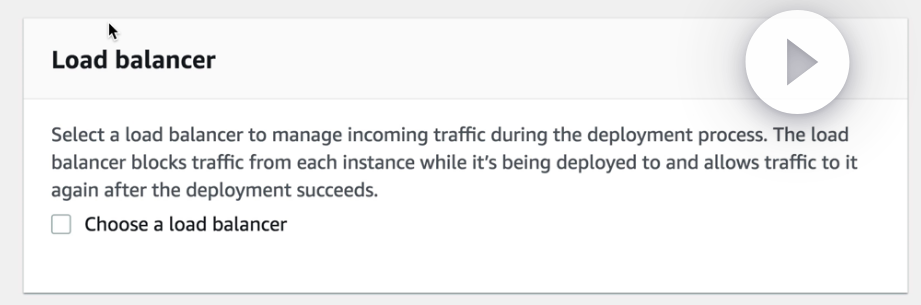 Load balancer
Select a load balancer to manage incoming traffic during the deployment process. The load
balancer blocks traffic from each instance while it's being deployed to and allows traffic to it
again after the deployment succeeds.
Choose a load balancer